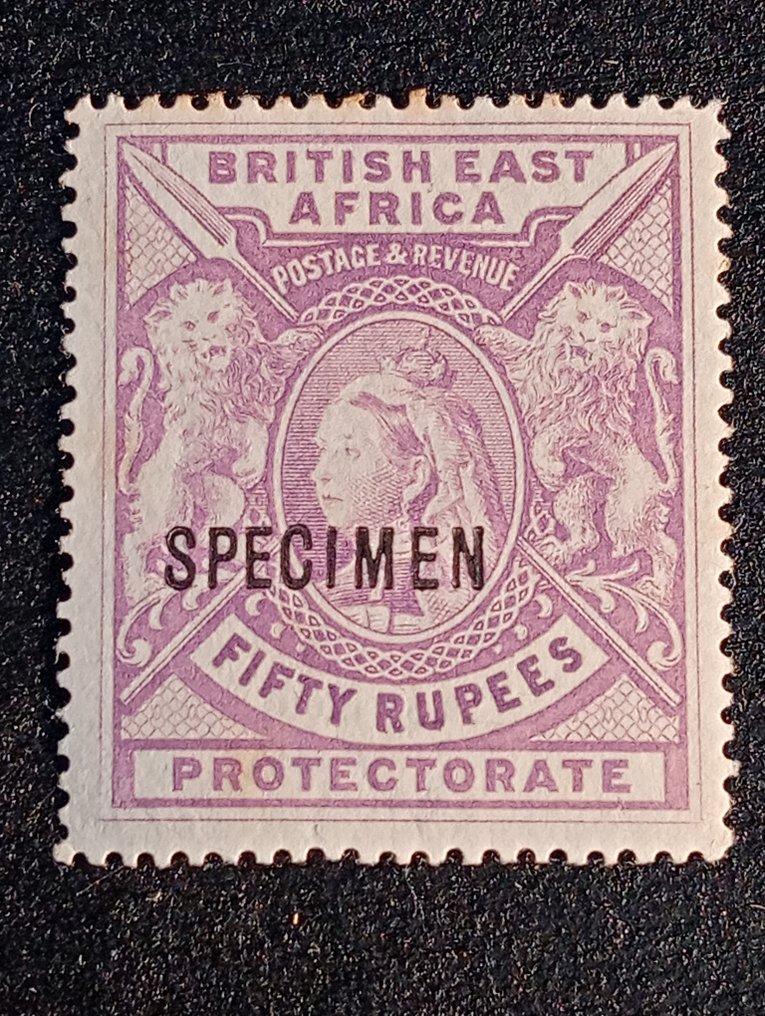 BRITISH EAST
AFRICA
POSTAGE & REVENUE
SPECIMEN
FIFTY RUPEES
PROTECTORATE